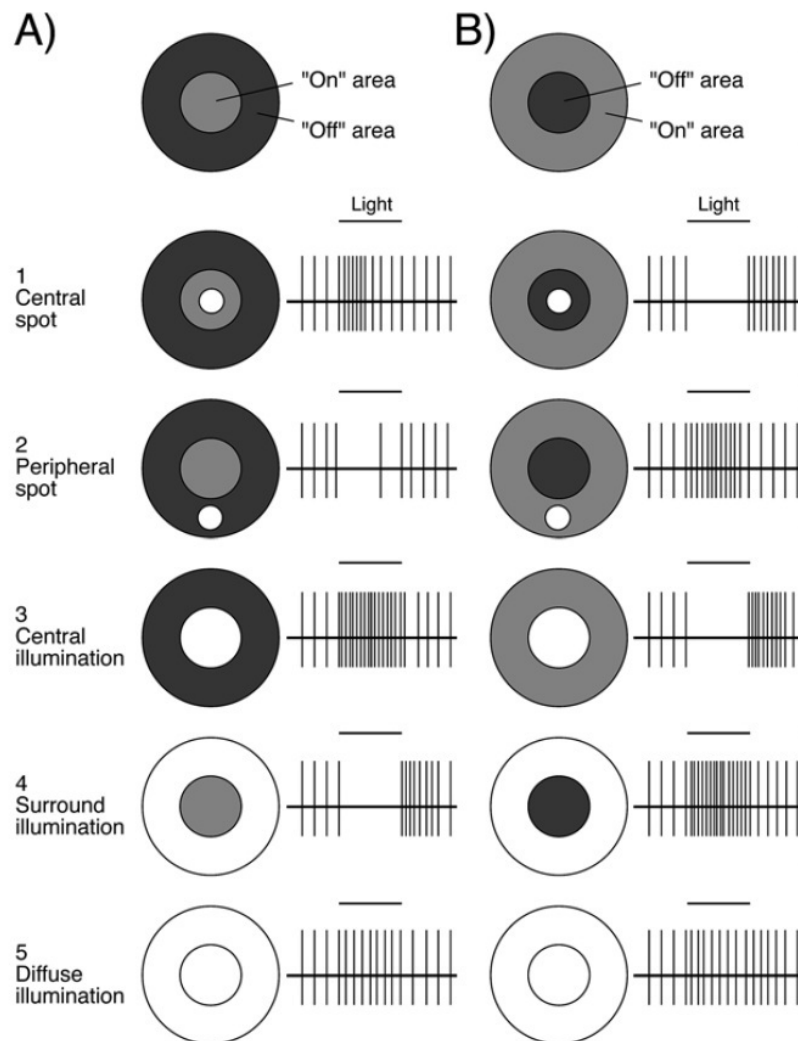 A)
"On" area
"Off" area
B)
"Off" area
"On" area
Light
Light
1
Central
spot
2
Peripheral
spot
3
Central
illumination
4
Surround
illumination
5
Diffuse
illumination